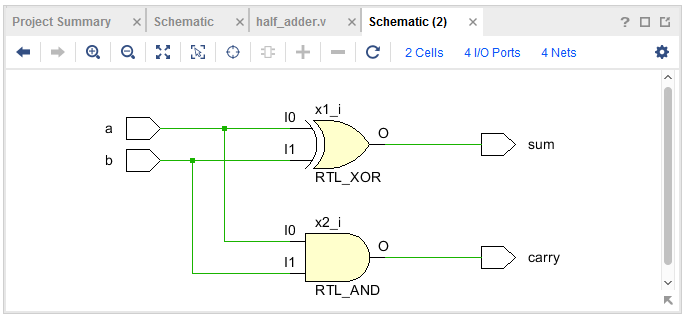 Project Summary
Schematic
half_adder.v
Schematic (2)
?
2 Cells
4 I/O Ports
4 Nets
x1_i
a
I0
O
sum
b
I1
RTL_XOR
x2_i
I0
O
carry
I1
RTL_AND